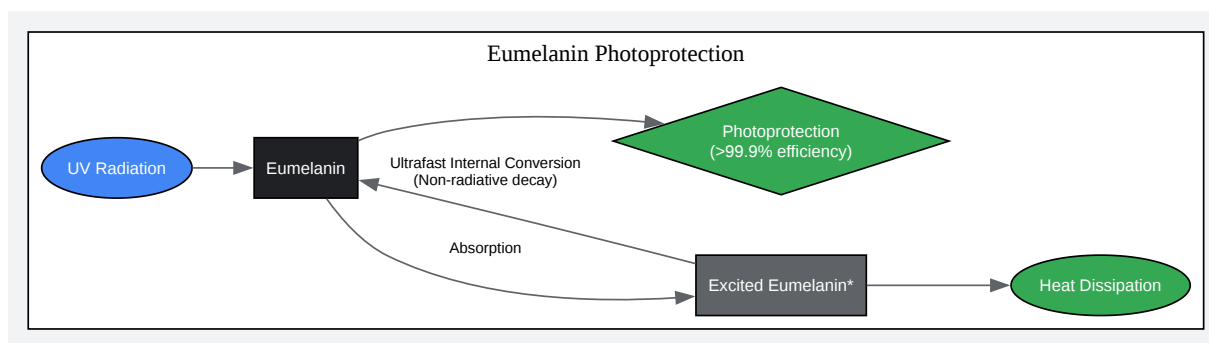 Eumelanin Photoprotection
UV Radiation
Eumelanin
Ultrafast Internal Conversion
(Non-radiative decay)
Absorption
Photoprotection
(>99.9% efficiency)
Excited Eumelanin*
Heat Dissipation